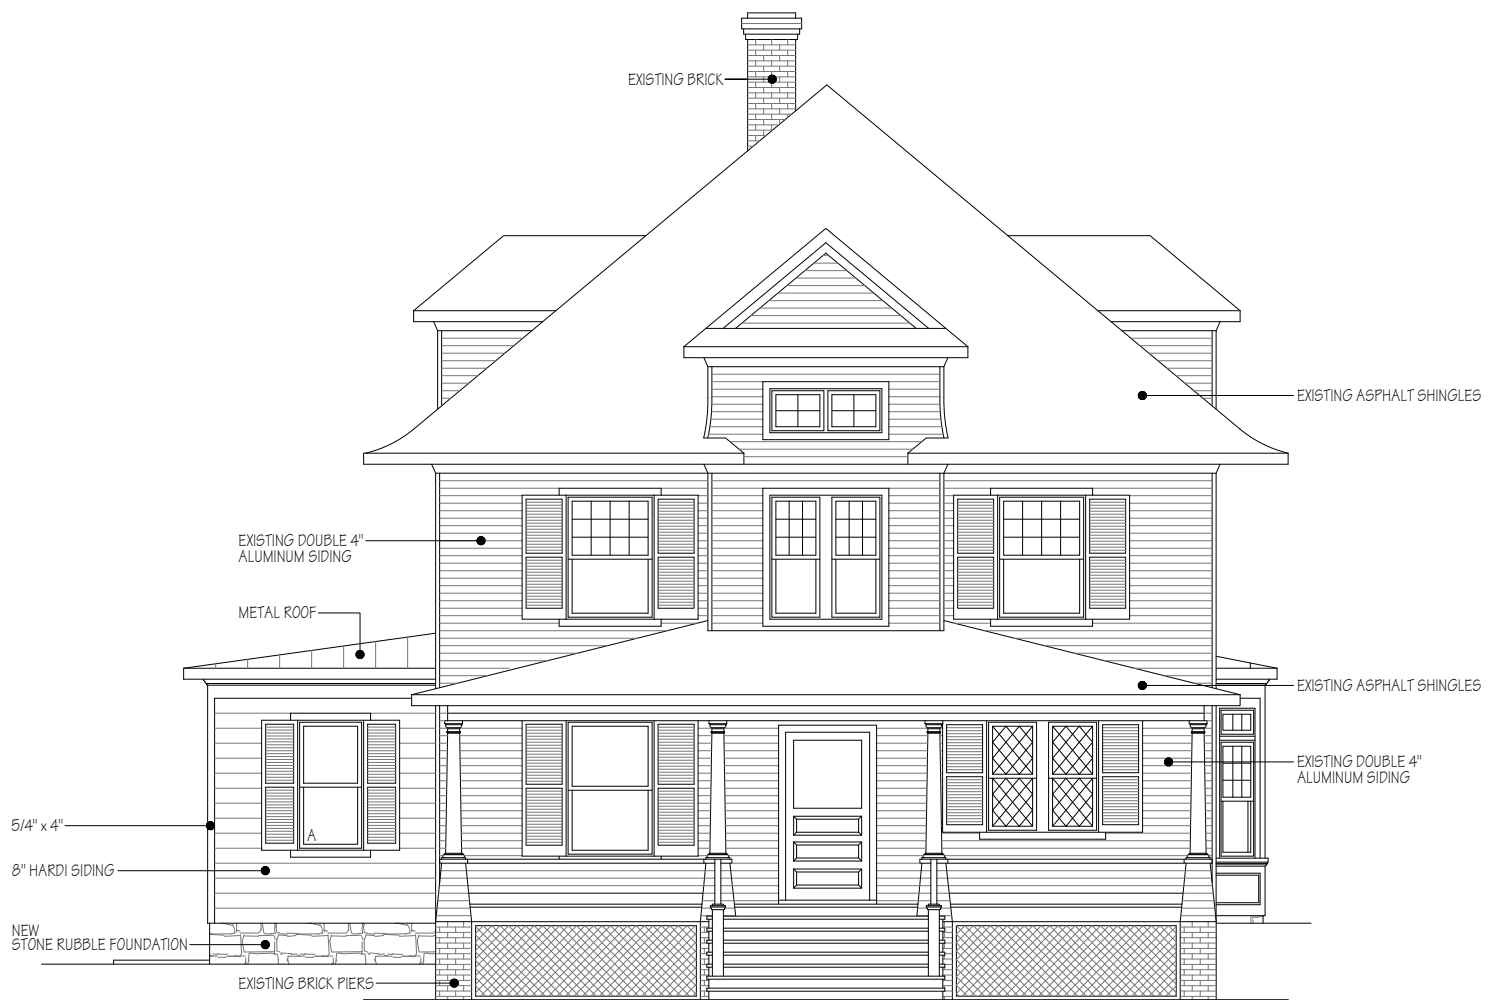 EXISTING BRICK
EXISTING ASPHALT SHINGLES
EXISTING DOUBLE 4"
ALUMINUM SIDING
METAL ROOF
EXISTING ASPHALT SHINGLES
EXISTING DOUBLE 4"
ALUMINUM SIDING
5/4" x 4"
A
8" HARDI SIDING
NEW
STONE RUBBLE FOUNDATION
EXISTING BRICK PIERS